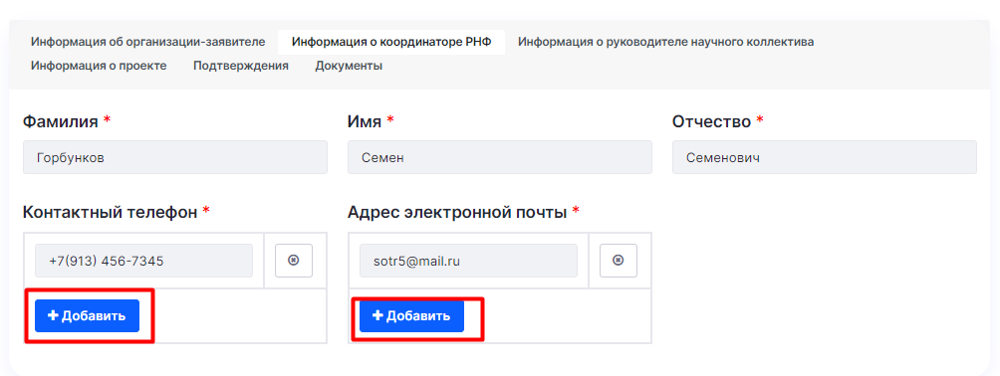 Информация об организации-заявителе Информация о координаторе РНФ Информация о руководителе научного коллектива
Информация о проекте Подтверждения Документы
Фамилия * Имя * Отчество *
Горбунков Семен Семенович
Контактный телефон * Адрес электронной почты *
+7(913) 456-7345 sotr5@mail.ru
Добавить Добавить